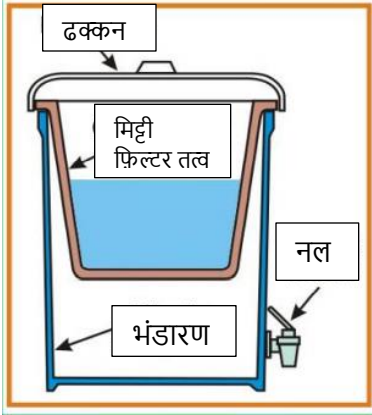 ढक्कन
मिट्टी
फ़िल्टर तत्व
नल
भंडारण